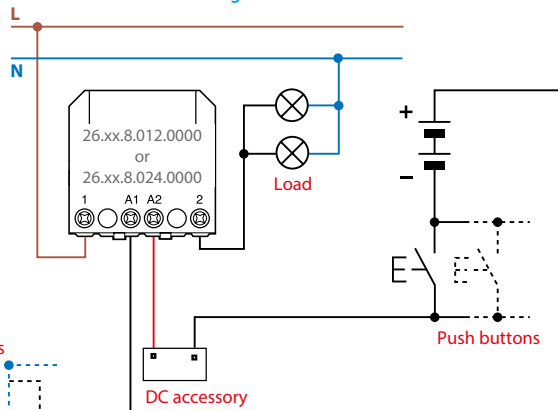 L
N
26.xx.8.012.0000
or
26.xx.8.024.0000
1 A1 A2 2
Load
+
–
Push buttons
DC accessory
s